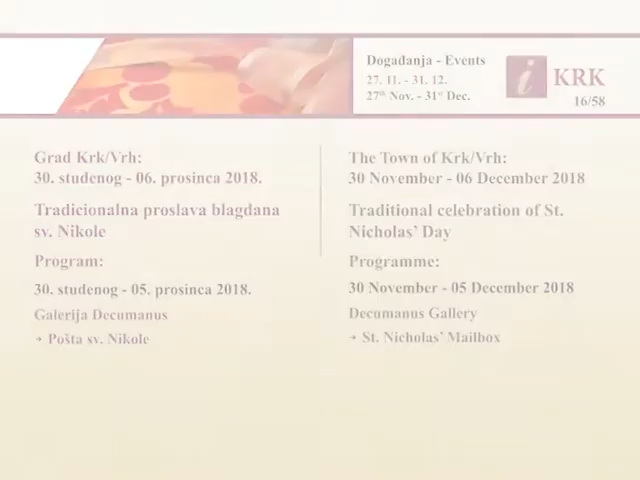 Događanja - Events
27. 11. - 31. 12.
27th Nov. - 31st Dec.
i KRK
16/58
Grad Krk/Vrh:
30. studenog - 06. prosinca 2018.
Tradicionalna proslava blagdana
sv. Nikole
Program:
30. studenog - 05. prosinca 2018.
Galerija Decumanus
→ Pošta sv. Nikole
The Town of Krk/Vrh:
30 November - 06 December 2018
Traditional celebration of St.
Nicholas’ Day
Programme:
30 November - 05 December 2018
Decumanus Gallery
→ St. Nicholas’ Mailbox